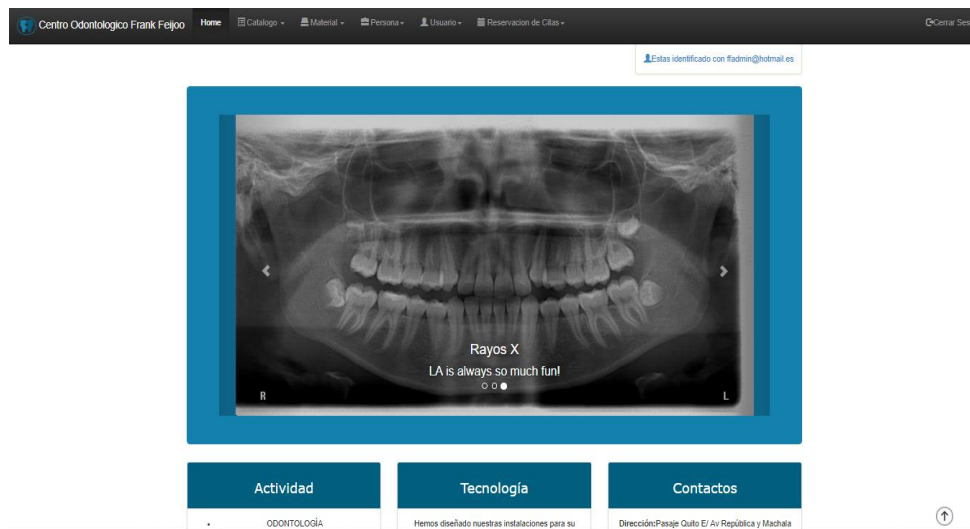 Centro Odontologico Frank Feijoo Home Catalogo Material Persona Usuario Reservacion de Citas Cerrar Ses
Estas identificado con ffadmin@hotmail.es
Rayos X
LA is always so much fun!
R L
Actividad
ODONTOLOGÍA
Tecnología
Hemos diseñado nuestras instalaciones para su
Contactos
Dirección:Pasaje Quito E/ Av República y Machala